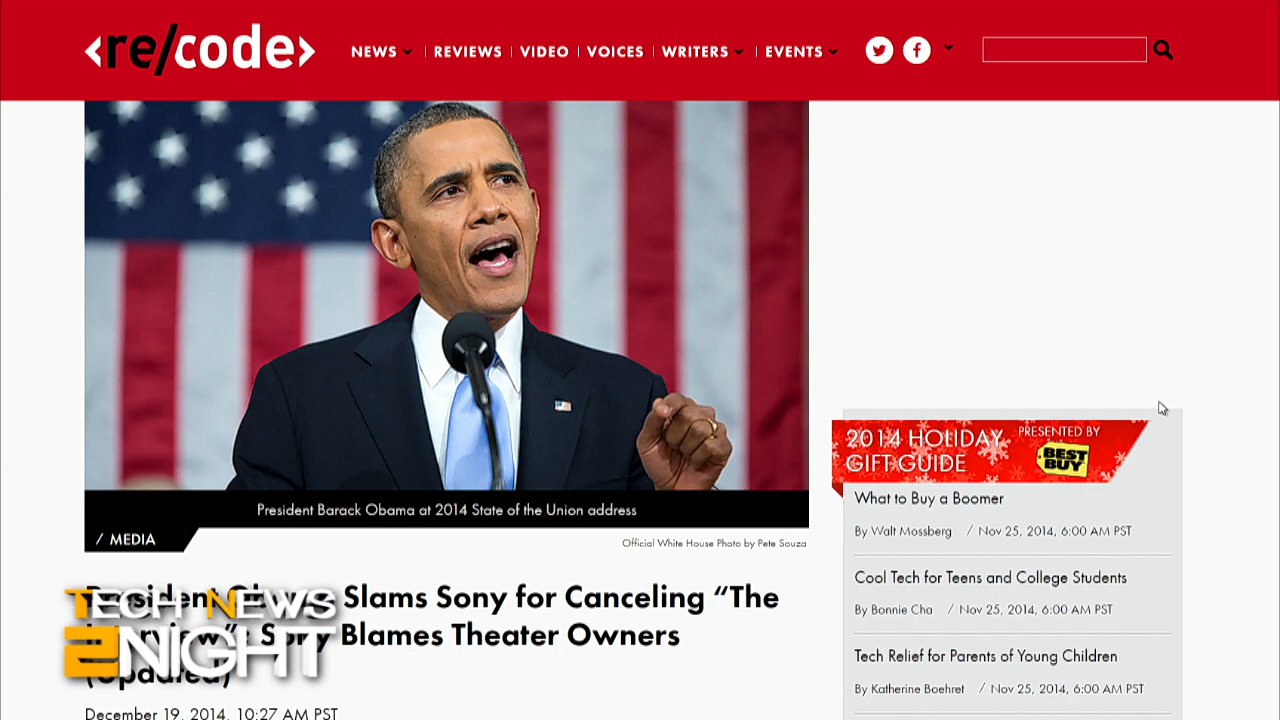 <re/code>
NEWS REVIEWS VIDEO VOICES WRITERS EVENTS
2014 HOLIDAY GIFT GUIDE
PRESENTED BY
BEST BUY
President Barack Obama at 2014 State of the Union address
/ MEDIA
Official White House Photo by Pete Souza
What to Buy a Boomer
By Walt Mossberg / Nov 25, 2014, 6:00 AM PST
Cool Tech for Teens and College Students
By Bonnie Cha / Nov 25, 2014, 6:00 AM PST
Tech Relief for Parents of Young Children
By Katherine Boehret / Nov 25, 2014, 6:00 AM PST
President Obama Slams Sony for Canceling “The
Interview”; Sony Blames Theater Owners
(Updated)
December 19, 2014, 10:27 AM PST
TECH NEWS
2NIGHT